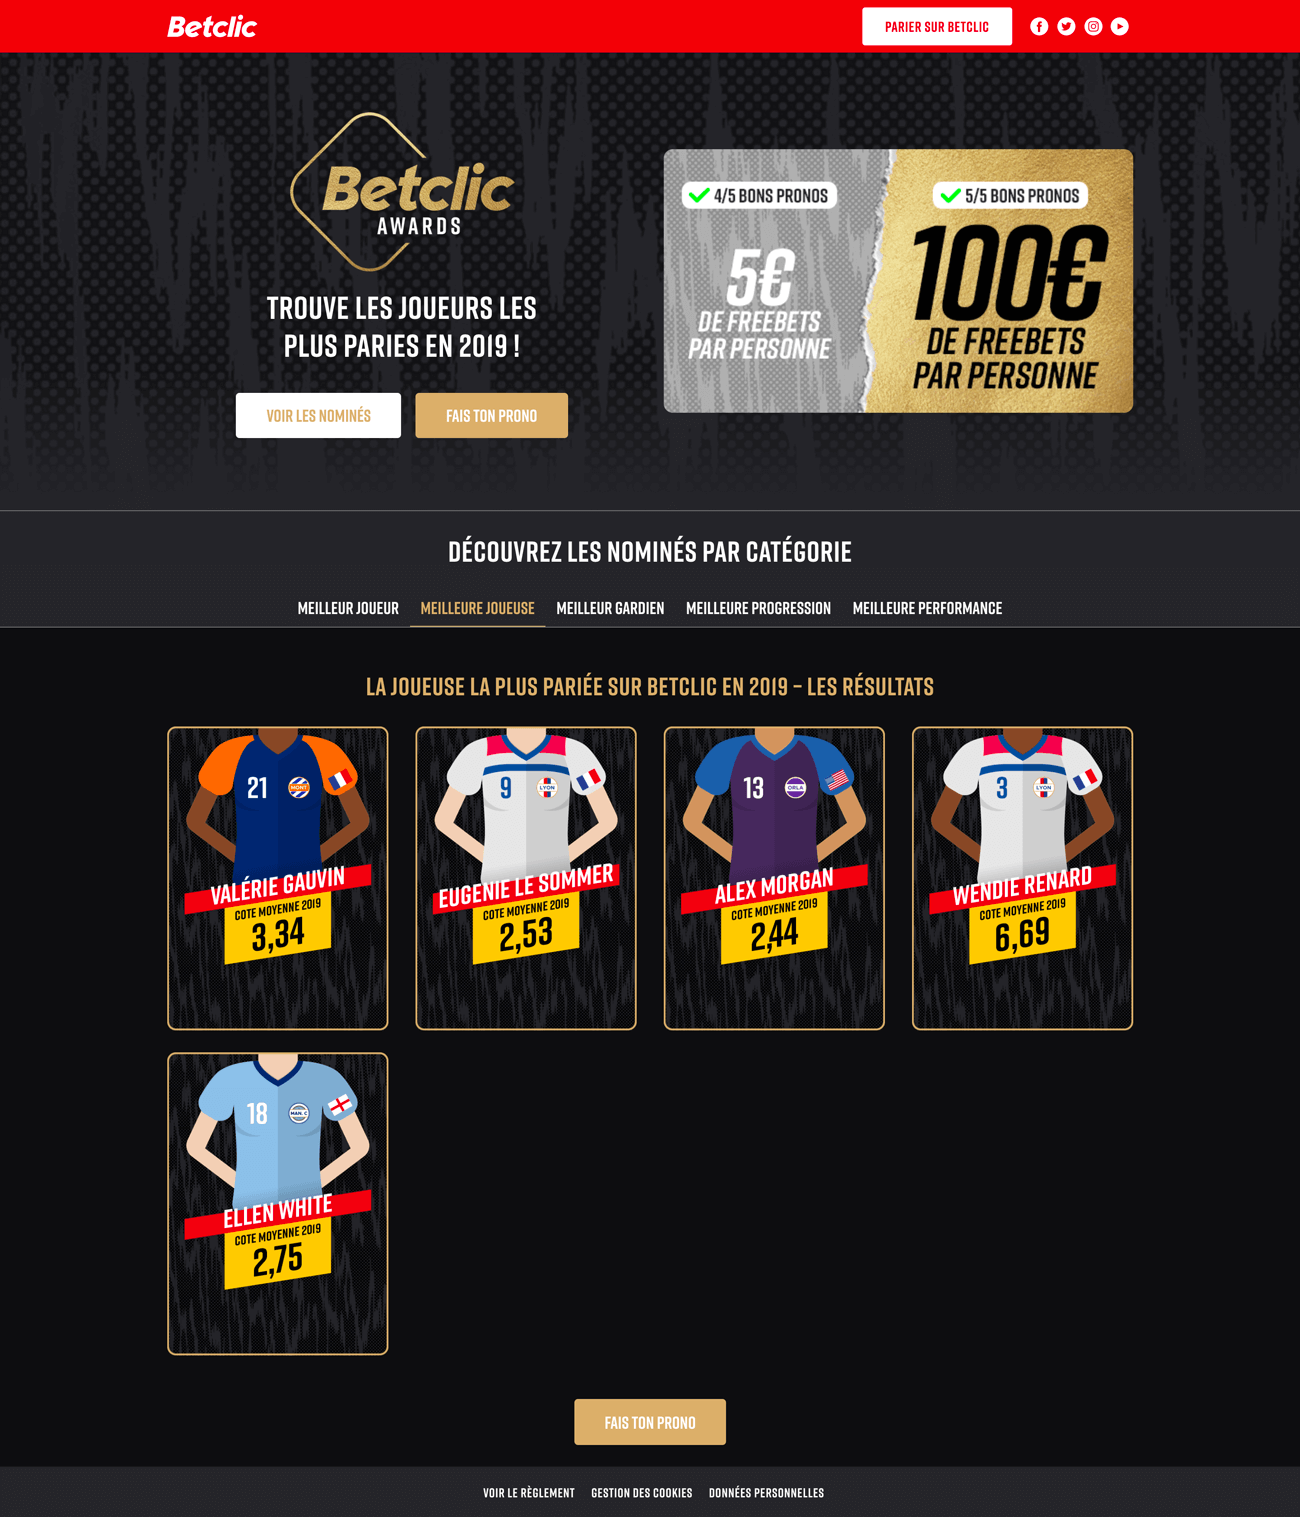 Betclic
PARIER SUR BETCLIC
Betclic
AWARDS
TROUVE LES JOUEURS LES
PLUS PARIES EN 2019 !
VOIR LES NOMINÉS
FAIS TON PRONO
4/5 BONS PRONOS
5€
DE FREEBETS
PAR PERSONNE
5/5 BONS PRONOS
100€
DE FREEBETS
PAR PERSONNE
DÉCOUVREZ LES NOMINÉS PAR CATÉGORIE
MEILLEUR JOUEUR
MEILLEURE JOUEUSE
MEILLEUR GARDIEN
MEILLEURE PROGRESSION
MEILLEURE PERFORMANCE
LA JOUEUSE LA PLUS PARIÉE SUR BETCLIC EN 2019 – LES RÉSULTATS
21
MONT
VALÉRIE GAUVIN
COTE MOYENNE 2019
3,34
9
LYON
EUGENIE LE SOMMER
COTE MOYENNE 2019
2,53
13
ORLA
ALEX MORGAN
COTE MOYENNE 2019
2,44
3
LYON
WENDIE RENARD
COTE MOYENNE 2019
6,69
18
MAN. C
ELLEN WHITE
COTE MOYENNE 2019
2,75
FAIS TON PRONO
VOIR LE RÈGLEMENT
GESTION DES COOKIES
DONNÉES PERSONNELLES